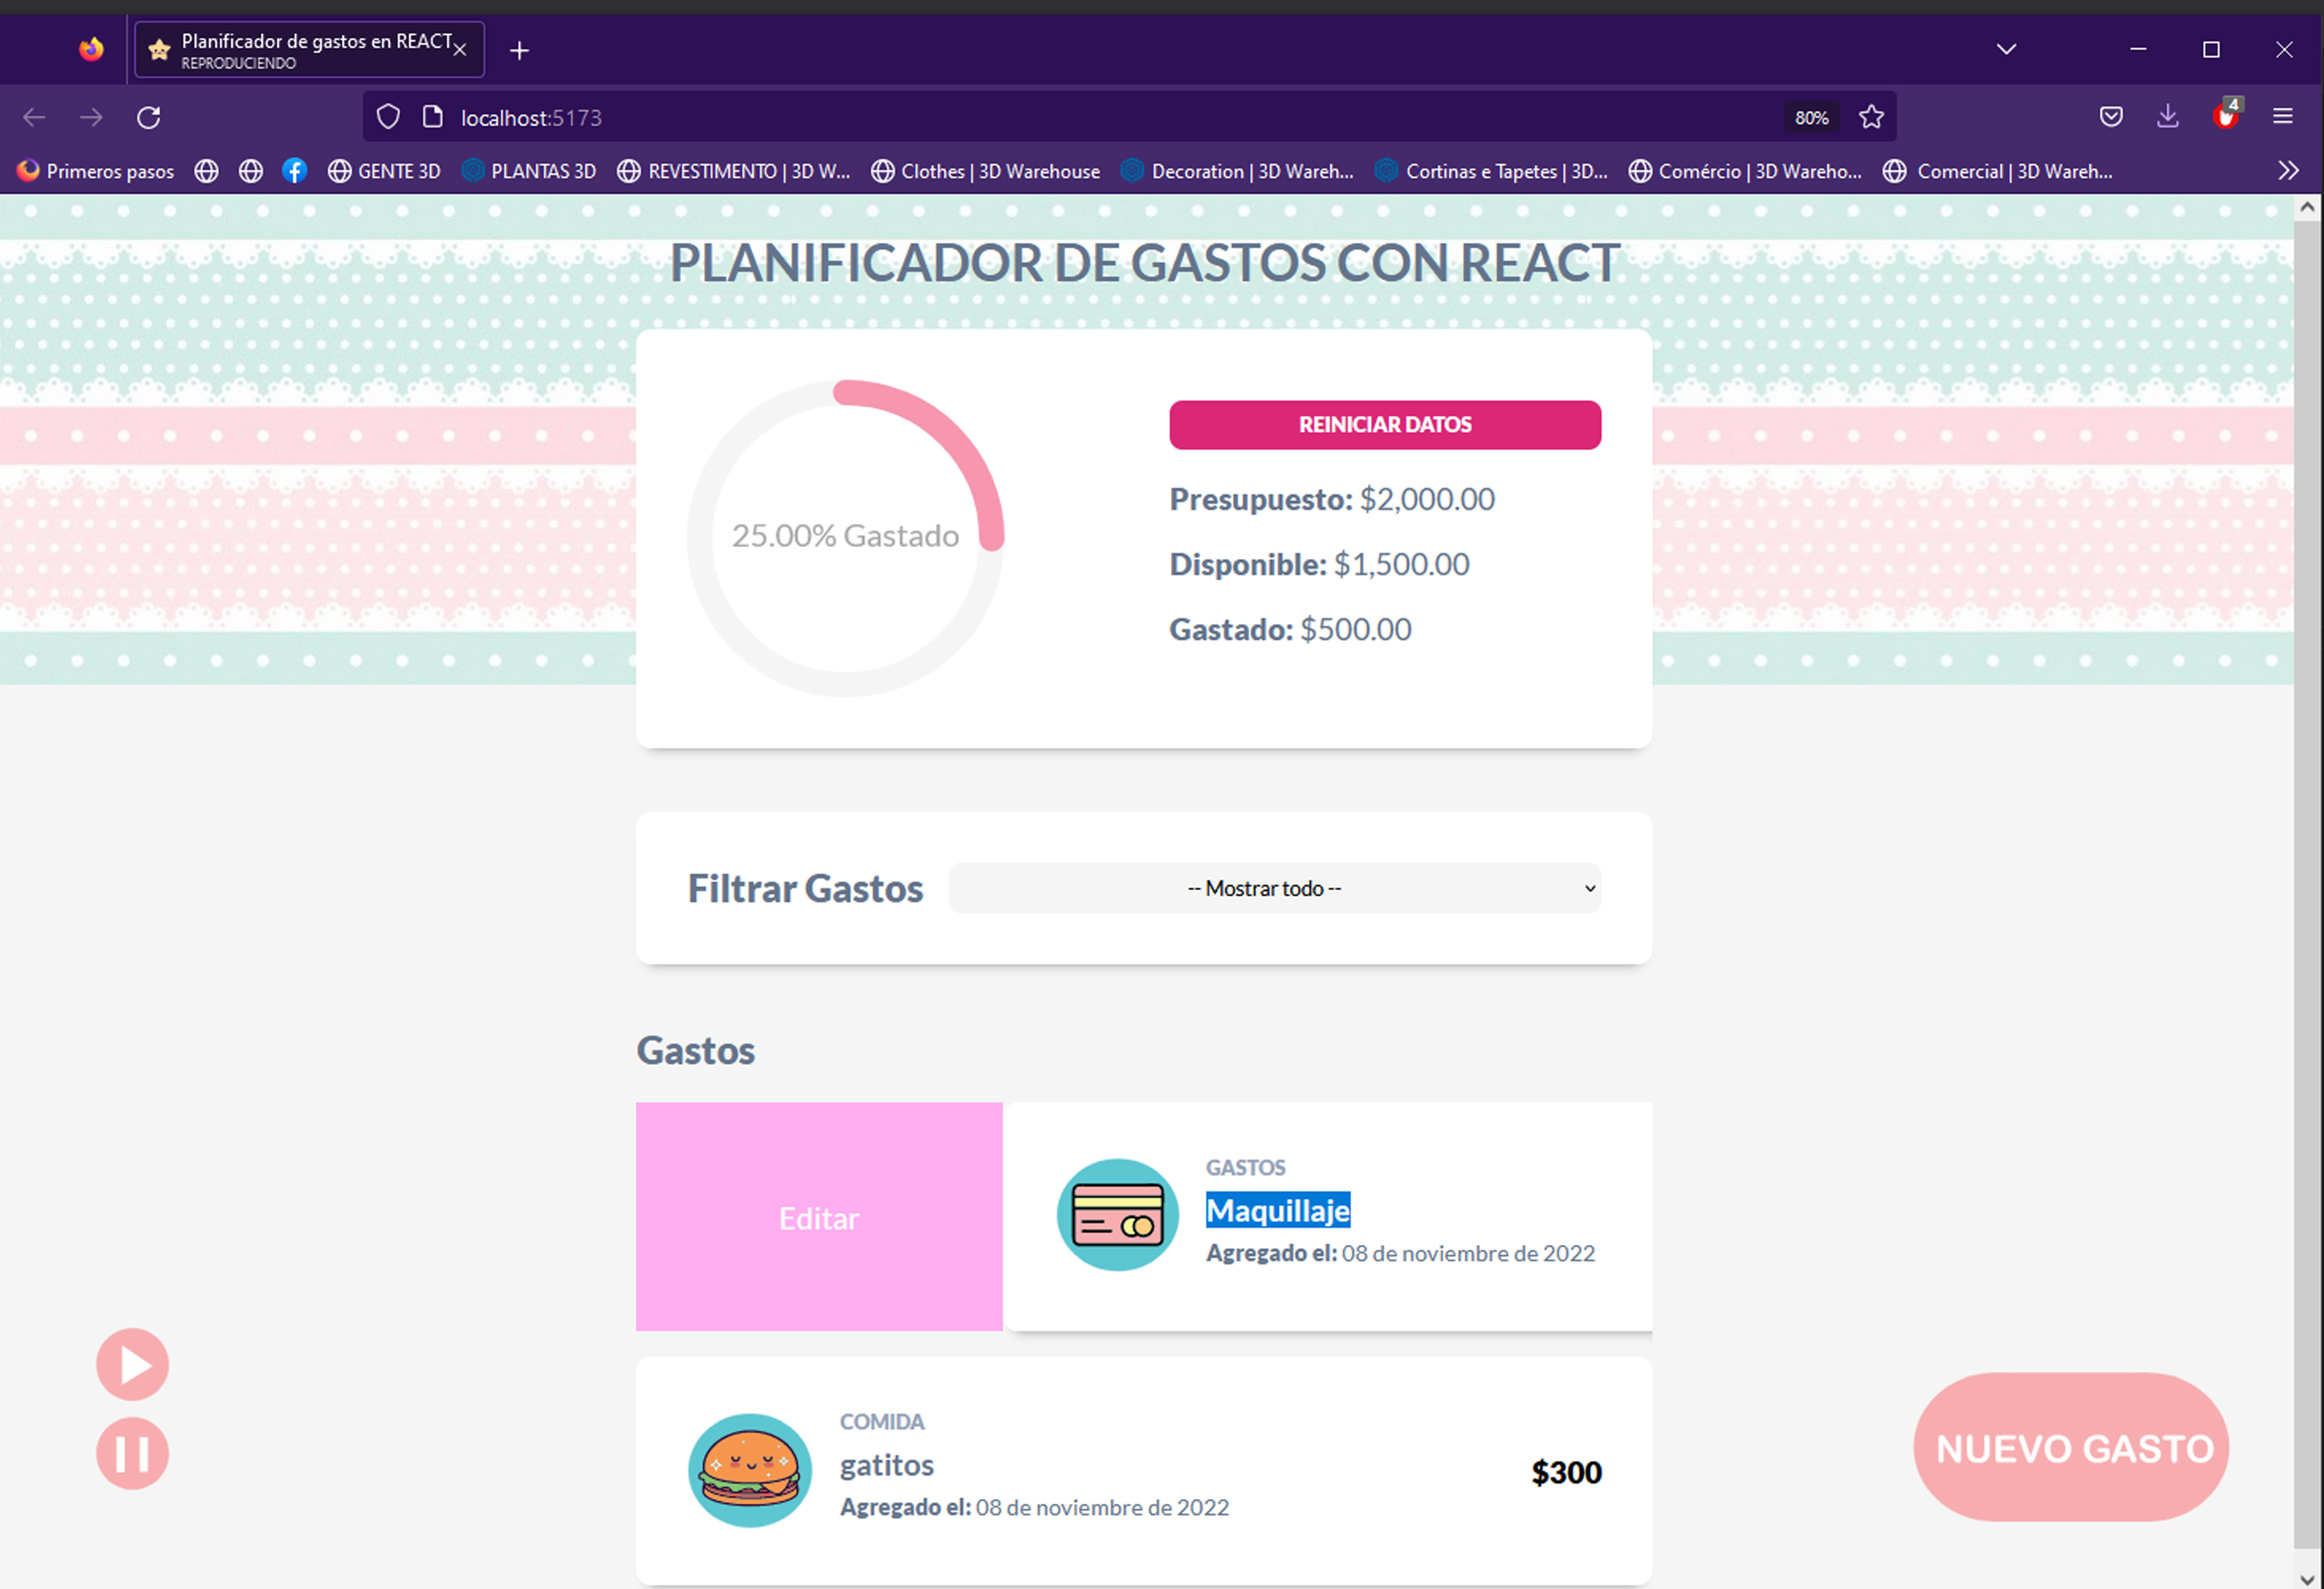 Planificador de gastos en REACT
REPRODUCIENDO
localhost:5173
80%
4
Primeros pasos
GENTE 3D
PLANTAS 3D
REVESTIMENTO | 3D W...
Clothes | 3D Warehouse
Decoration | 3D Wareh...
Cortinas e Tapetes | 3D...
Comércio | 3D Wareho...
Comercial | 3D Wareh...
PLANIFICADOR DE GASTOS CON REACT
25.00% Gastado
REINICIAR DATOS
Presupuesto: $2,000.00
Disponible: $1,500.00
Gastado: $500.00
Filtrar Gastos
-- Mostrar todo --
Gastos
Editar
GASTOS
Maquillaje
Agregado el: 08 de noviembre de 2022
COMIDA
gatitos
Agregado el: 08 de noviembre de 2022
$300
NUEVO GASTO